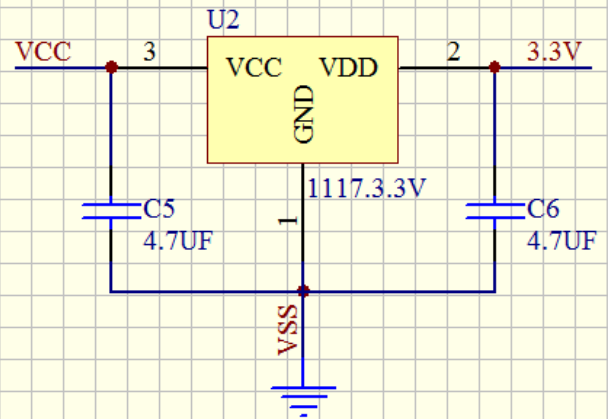 U2
VCC 3 VCC VDD 2 3.3V
GND
1117.3.3V
1
C5
4.7UF
C6
4.7UF
VSS